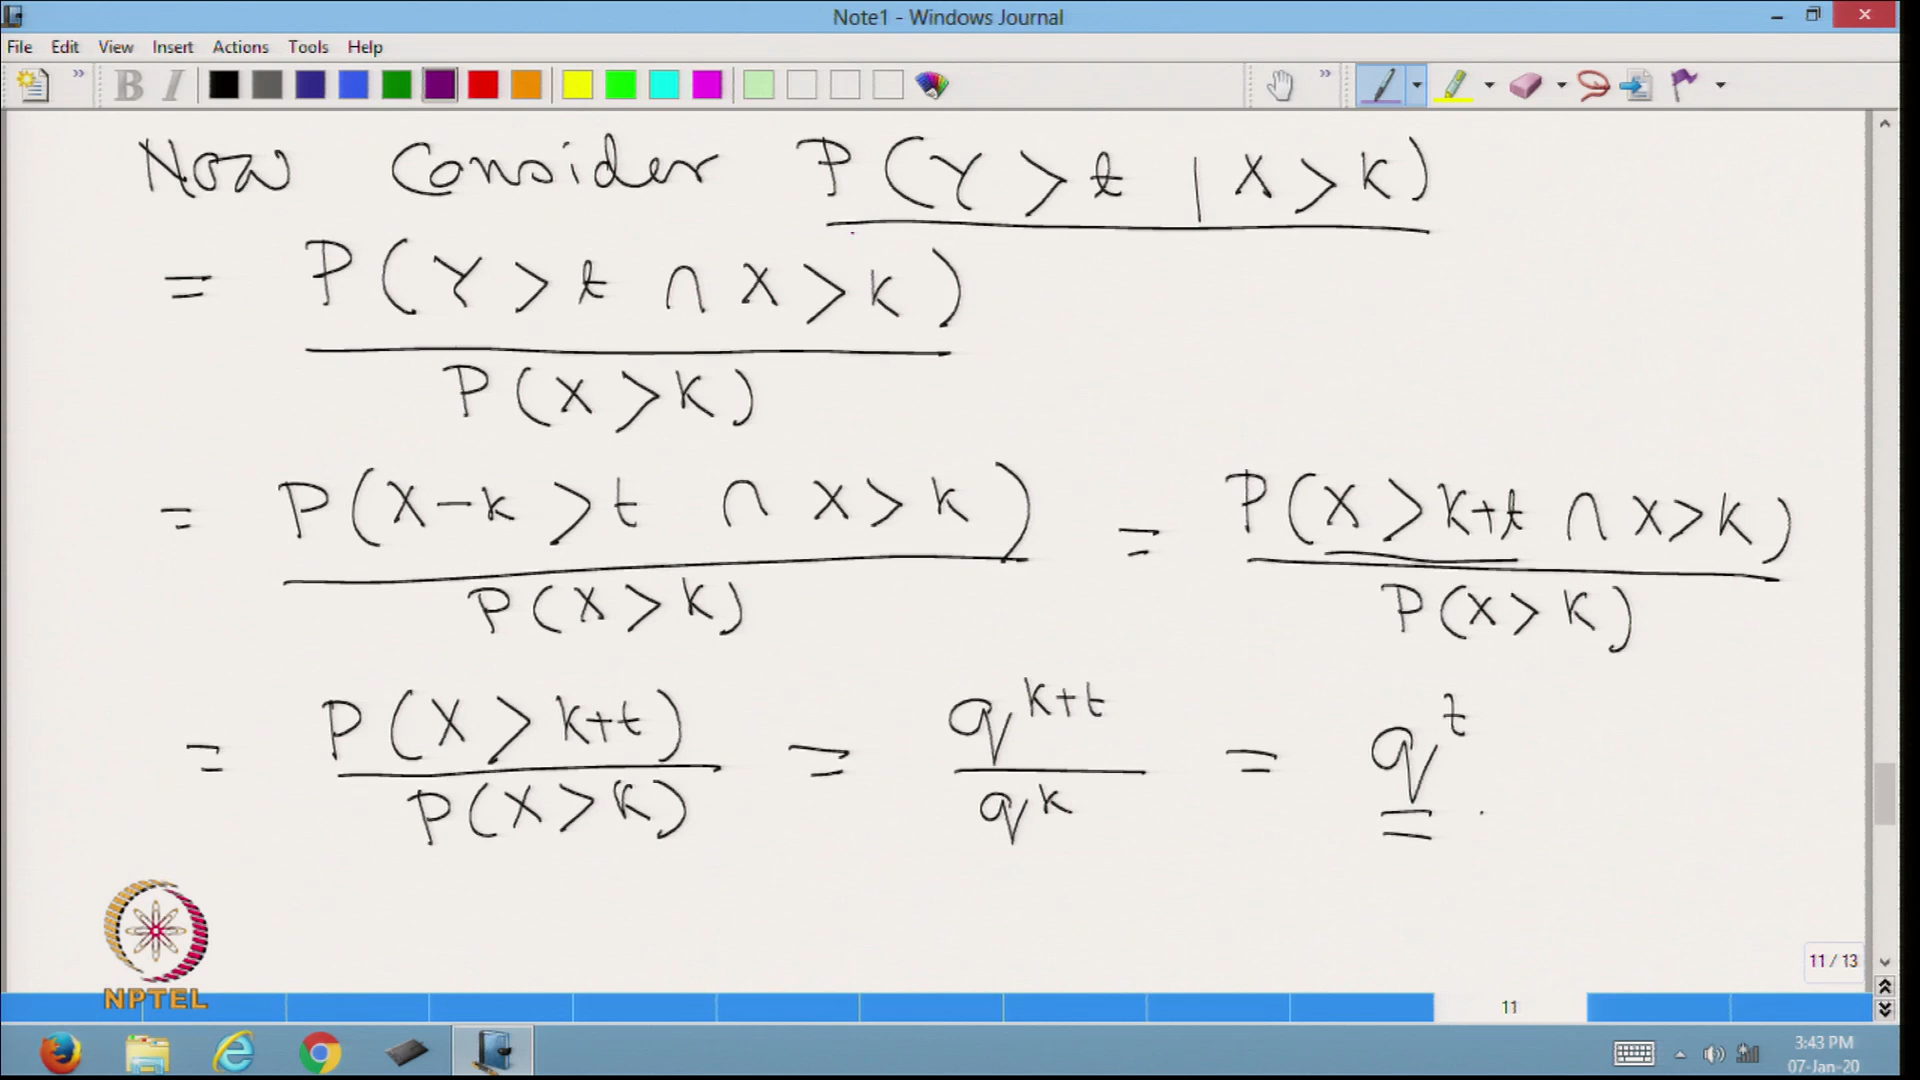 Note1 - Windows Journal
File Edit View Insert Actions Tools Help
B I
Now Consider P(Y > t | X > k)
= P(Y > t ∩ X > k)
P(X > k)
= P(X - k > t ∩ X > k) = P(X > k+t ∩ X > k)
P(X > k) P(X > k)
= P(X > k+t) = q^{k+t} = q^t
P(X > k) q^k
NPTEL
11 / 13
11
3:43 PM
07-Jan-20